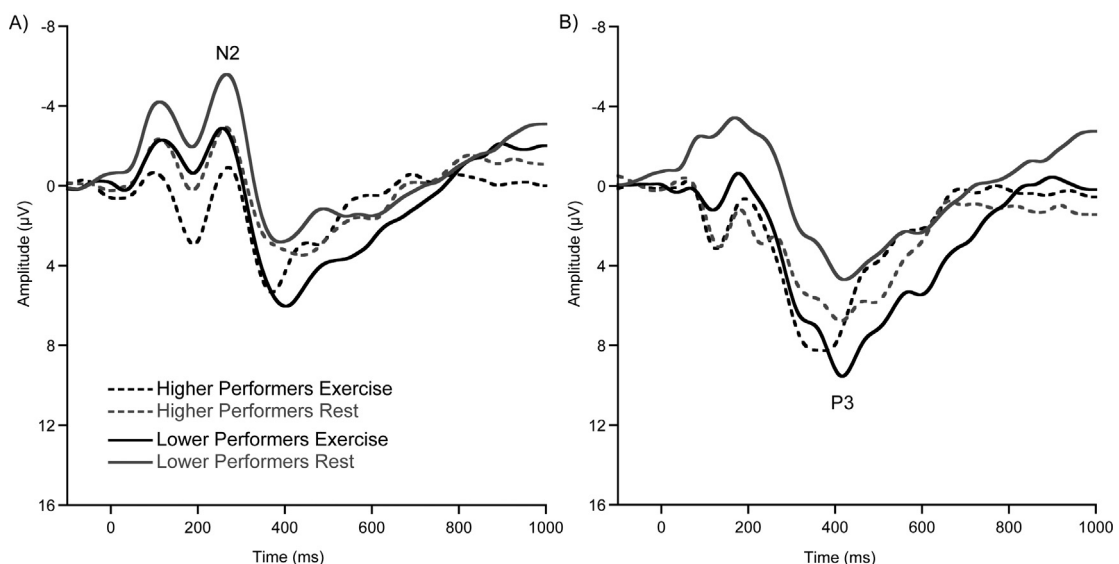 A)
N2
-8
-4
0
4
8
12
16
Amplitude (µV)
Higher Performers Exercise
Higher Performers Rest
Lower Performers Exercise
Lower Performers Rest
0 200 400 600 800 1000
Time (ms)
B)
-8
-4
0
4
8
12
16
Amplitude (µV)
P3
0 200 400 600 800 1000
Time (ms)